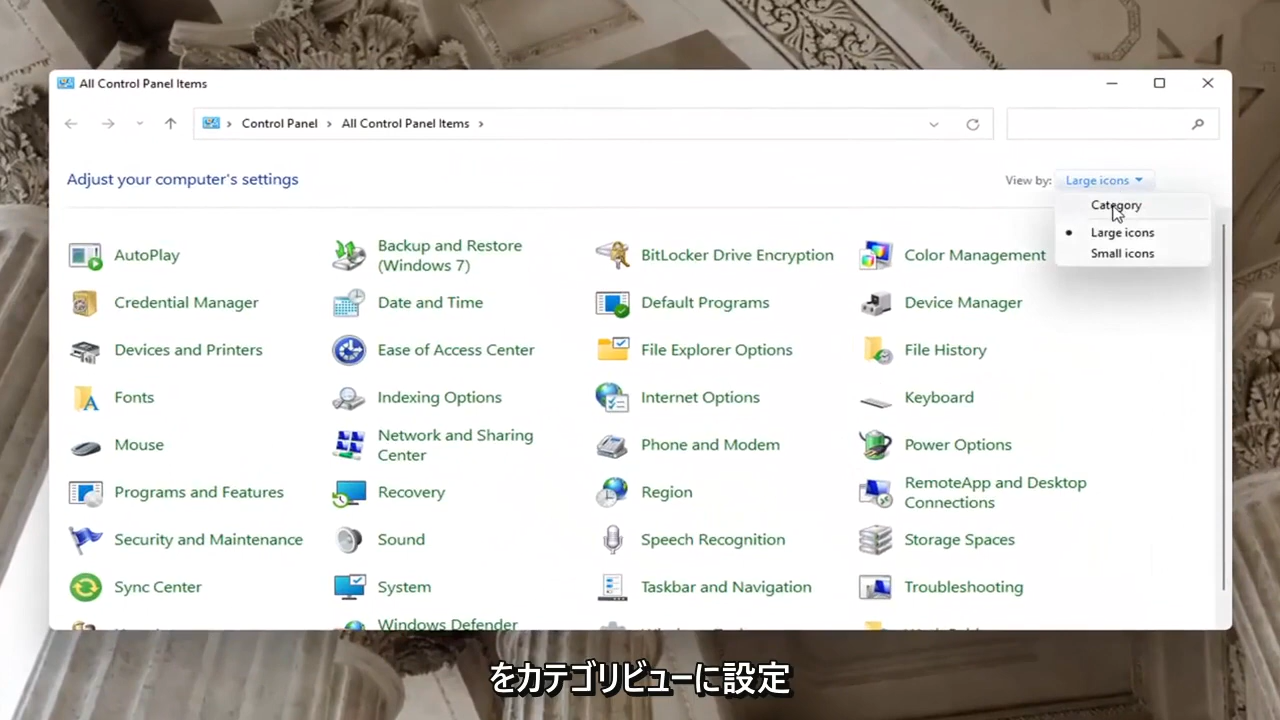 All Control Panel Items
Control Panel
All Control Panel Items
Adjust your computer's settings
View by:
Large icons
Category
Large icons
Small icons
AutoPlay
Backup and Restore
(Windows 7)
BitLocker Drive Encryption
Color Management
Credential Manager
Date and Time
Default Programs
Device Manager
Devices and Printers
Ease of Access Center
File Explorer Options
File History
Fonts
Indexing Options
Internet Options
Keyboard
Mouse
Network and Sharing
Center
Phone and Modem
Power Options
Programs and Features
Recovery
Region
RemoteApp and Desktop
Connections
Security and Maintenance
Sound
Speech Recognition
Storage Spaces
Sync Center
System
Taskbar and Navigation
Troubleshooting
Windows Defender
をカテゴリビューに設定